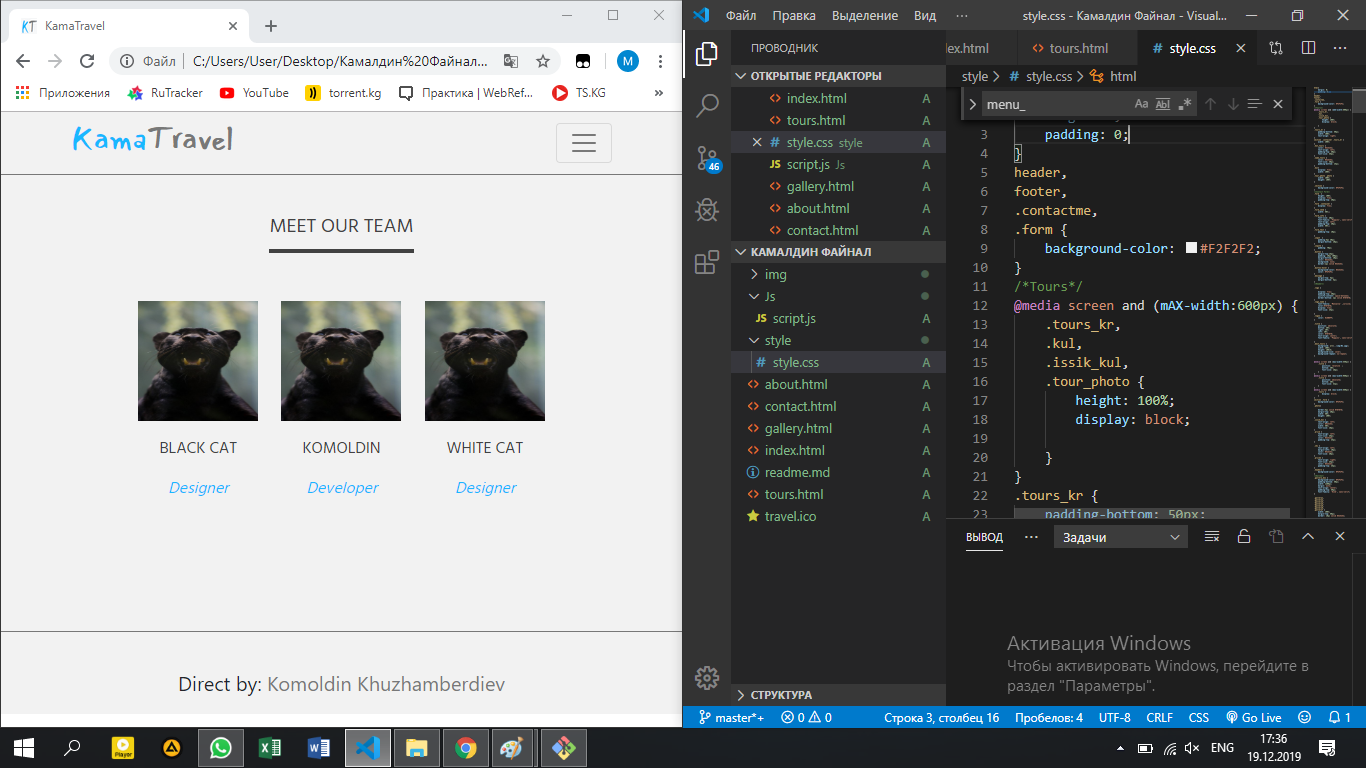 KT KamaTravel
Файл C:/Users/User/Desktop/Камалдин%20Файнал...
M
Приложения RuTracker YouTube torrent.kg Практика | WebRef... TS.KG »
KamaTravel
MEET OUR TEAM
BLACK CAT KOMOLDIN WHITE CAT
Designer Developer Designer
Direct by: Komoldin Khuzhamberdiev
Файл Правка Выделение Вид ··· style.css - Камалдин Файнал - Visual...
ПРОВОДНИК
ОТКРЫТЫЕ РЕДАКТОРЫ
index.html A
tours.html A
style.css style A
JS script.js Js A
gallery.html A
about.html A
contact.html A
46
КАМАЛДИН ФАЙНАЛ
img
Js
JS script.js A
style
# style.css A
about.html A
contact.html A
gallery.html A
index.html A
readme.md A
tours.html A
travel.ico A
СТРУКТУРА
ex.html tours.html # style.css
style > # style.css > html
menu_ Aa Abl .*
3 padding: 0;
4 }
5 header,
6 footer,
7 .contactme,
8 .form {
9 background-color: #F2F2F2;
10 }
11 /*Tours*/
12 @media screen and (mAX-width:600px) {
13 .tours_kr,
14 .kul,
15 .issik_kul,
16 .tour_photo {
17 height: 100%;
18 display: block;
19
20 }
21 }
22 .tours_kr {
23 padding-bottom: 50px;
ВЫВОД ··· Задачи
Активация Windows
Чтобы активировать Windows, перейдите в
раздел "Параметры".
master*+ 0 0 Строка 3, столбец 16 Пробелов: 4 UTF-8 CRLF CSS Go Live 1
Player
ENG 17:36
19.12.2019